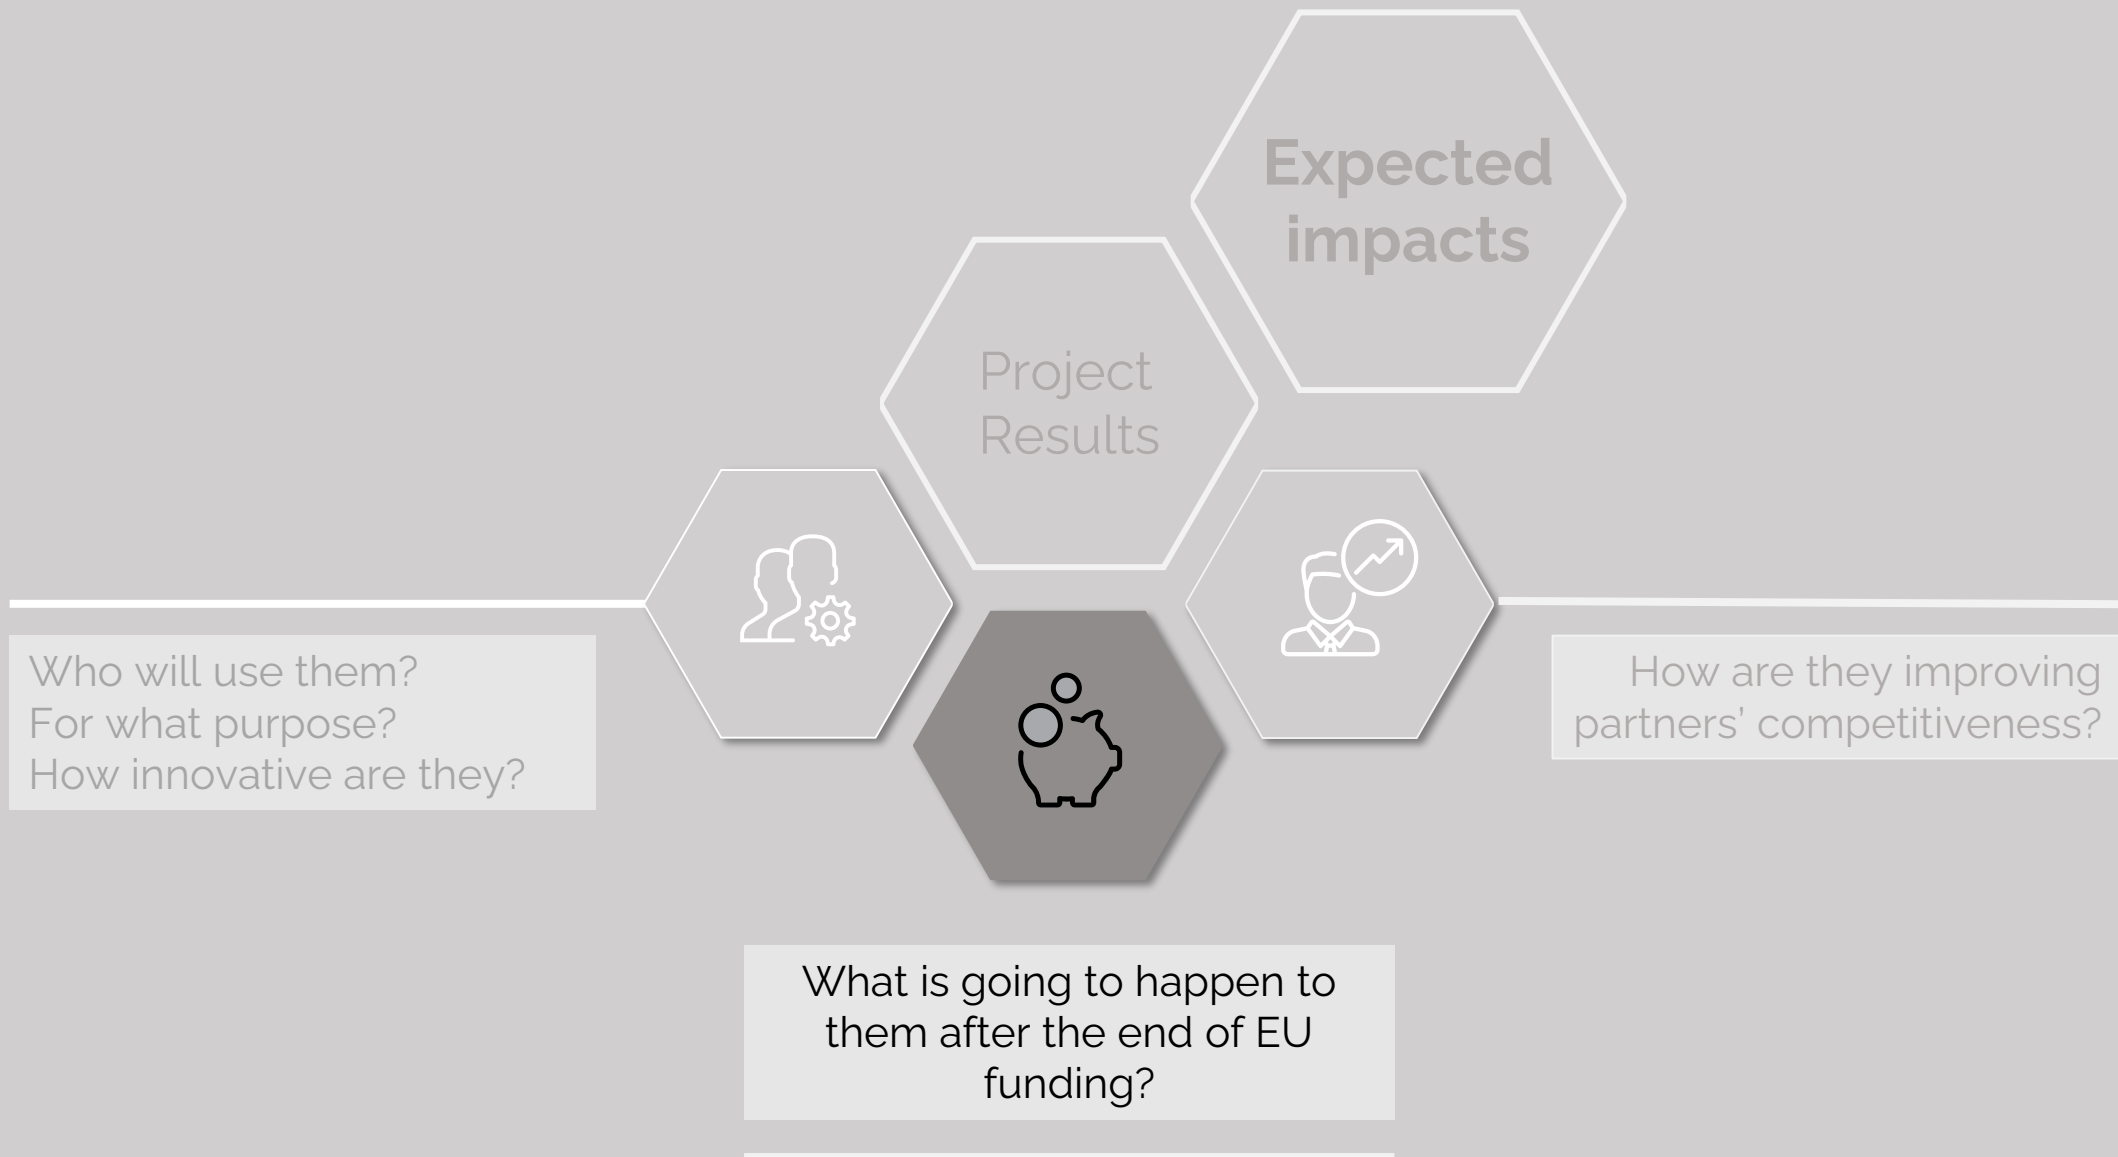 Expected
impacts
Project
Results
Who will use them?
For what purpose?
How innovative are they?
How are they improving
partners’ competitiveness?
What is going to happen to
them after the end of EU
funding?